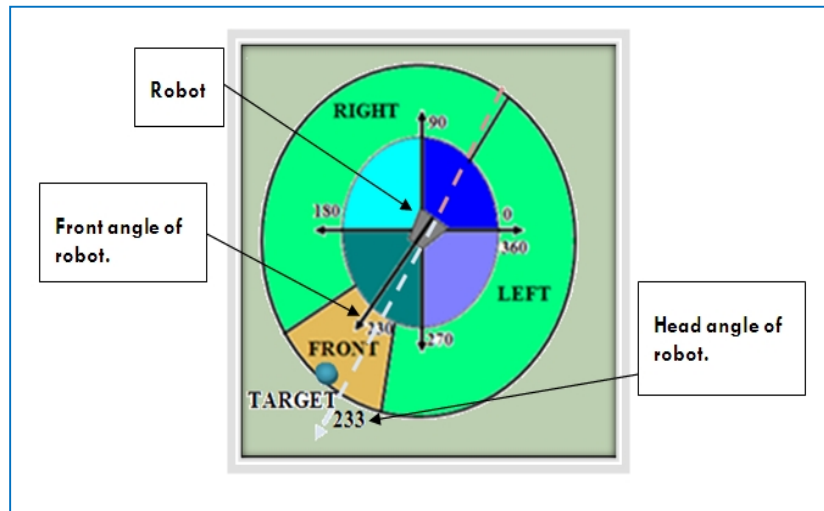 Robot
RIGHT
90
Front angle of
robot.
180
0
360
LEFT
230
270
FRONT
Head angle of
robot.
TARGET
233